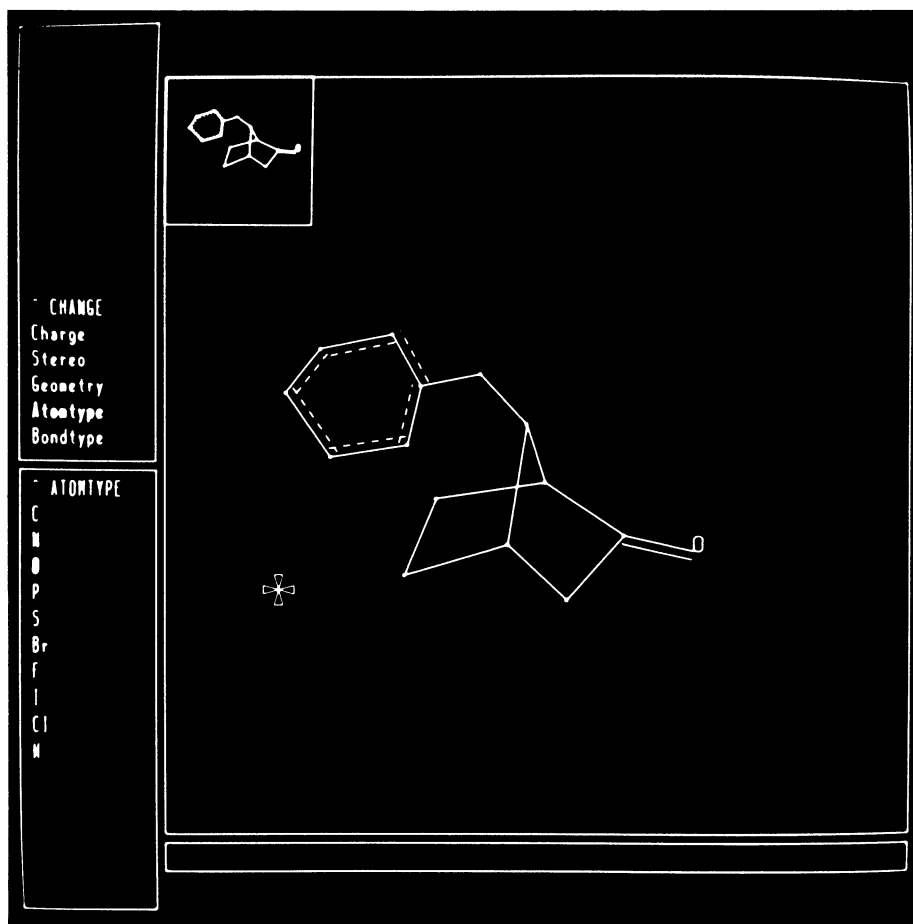 ^ CHANGE
Charge
Stereo
Geometry
Atomtype
Bondtype
^ ATOMTYPE
C
N
O
P
S
Br
F
I
Cl
O